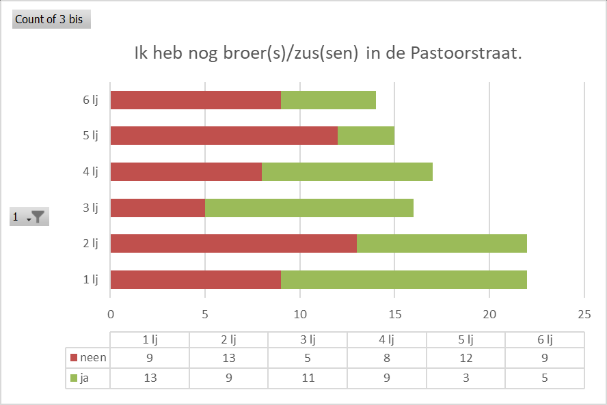 Count of 3 bis
Ik heb nog broer(s)/zus(sen) in de Pastoorstraat.
6 lj
5 lj
4 lj
3 lj
2 lj
1 lj
1
0 5 10 15 20 25
1 lj 2 lj 3 lj 4 lj 5 lj 6 lj
neen 9 13 5 8 12 9
ja 13 9 11 9 3 5